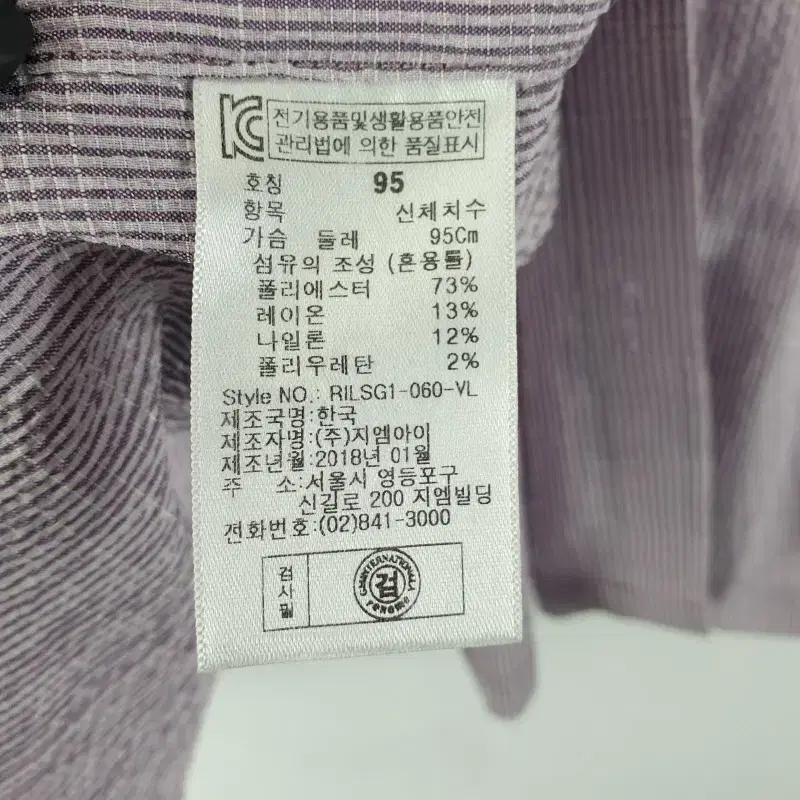 전기용품및생활용품안전
관리법에 의한 품질표시
호칭 95
항목 신체치수
가슴 둘레 95Cm
섬유의 조성 (혼용률)
폴리에스터 73%
레이온 13%
나일론 12%
폴리우레탄 2%
Style NO.: RILSG1-060-VL
제조국명:한국
제조자명:(주)지엠아이
제조년월:2018년 01월
주 소:서울시 영등포구
신길로 200 지엠빌딩
전화번호:(02)841-3000
검사필
검